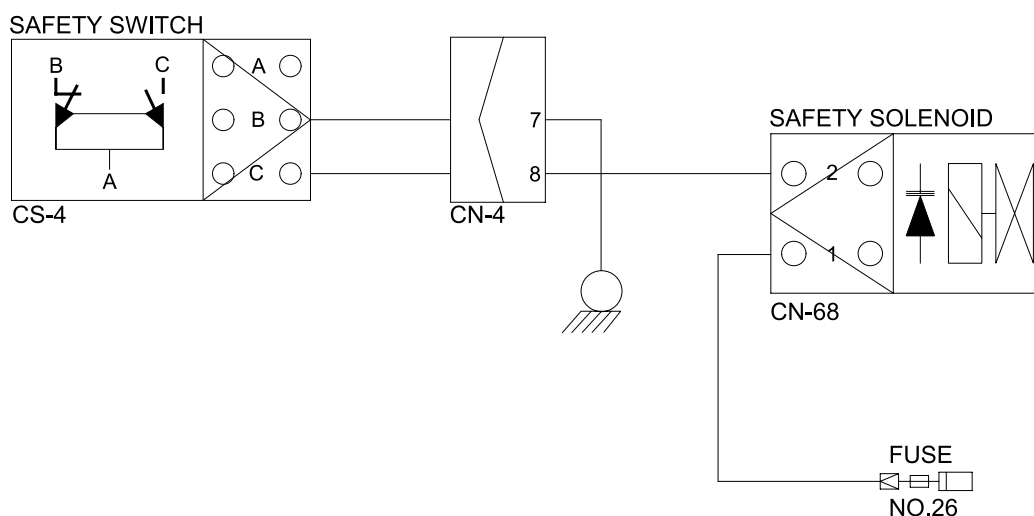 SAFETY SWITCH
B
C
A
A
B
C
CS-4
7
8
CN-4
SAFETY SOLENOID
2
1
CN-68
FUSE
NO.26